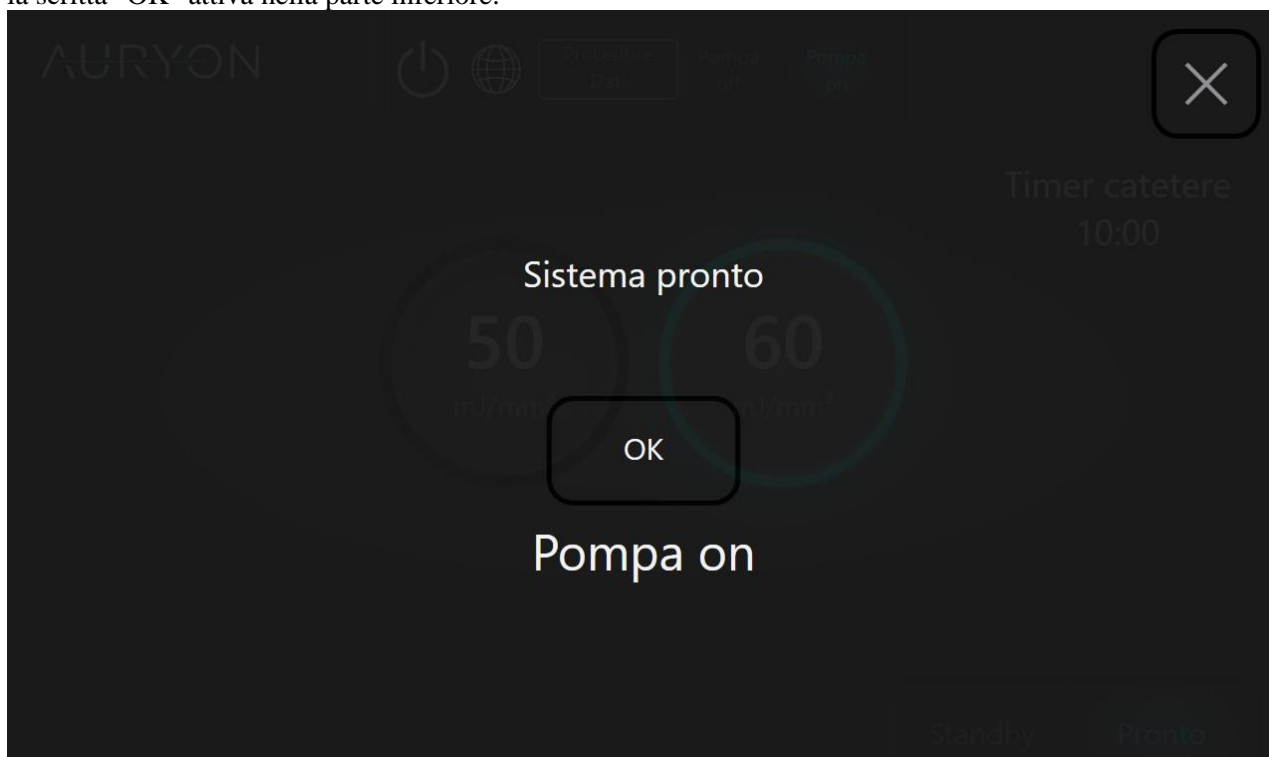 la scritta "OK" attiva nella parte inferiore.
AURYON
Procedure Pompa Pompa
Dati off on
Timer catetere
10:00
Sistema pronto
50 60
mJ/mm² mJ/mm²
OK
Pompa on
Standby Pronto